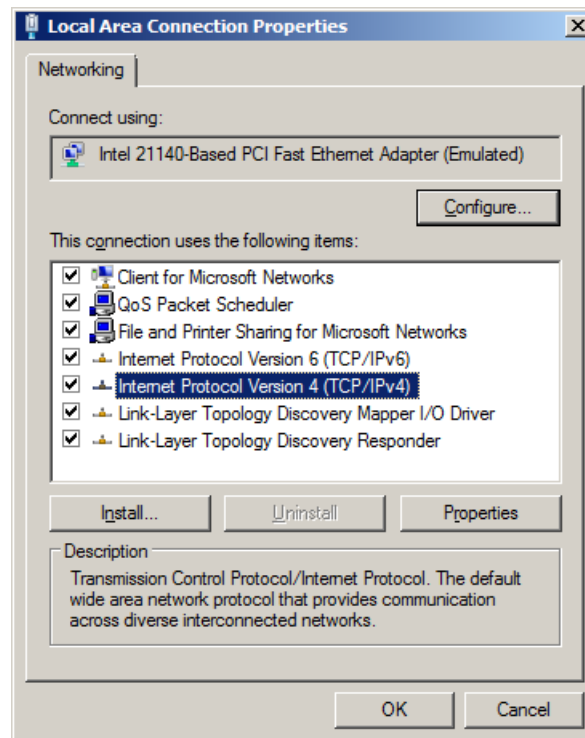 Local Area Connection Properties
Networking
Connect using:
Intel 21140-Based PCI Fast Ethernet Adapter (Emulated)
Configure...
This connection uses the following items:
Client for Microsoft Networks
QoS Packet Scheduler
File and Printer Sharing for Microsoft Networks
Internet Protocol Version 6 (TCP/IPv6)
Internet Protocol Version 4 (TCP/IPv4)
Link-Layer Topology Discovery Mapper I/O Driver
Link-Layer Topology Discovery Responder
Install... Uninstall Properties
Description
Transmission Control Protocol/Internet Protocol. The default
wide area network protocol that provides communication
across diverse interconnected networks.
OK Cancel